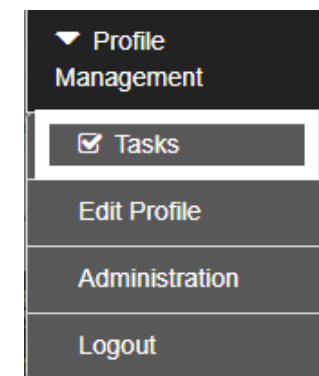 Profile
Management
Tasks
Edit Profile
Administration
Logout